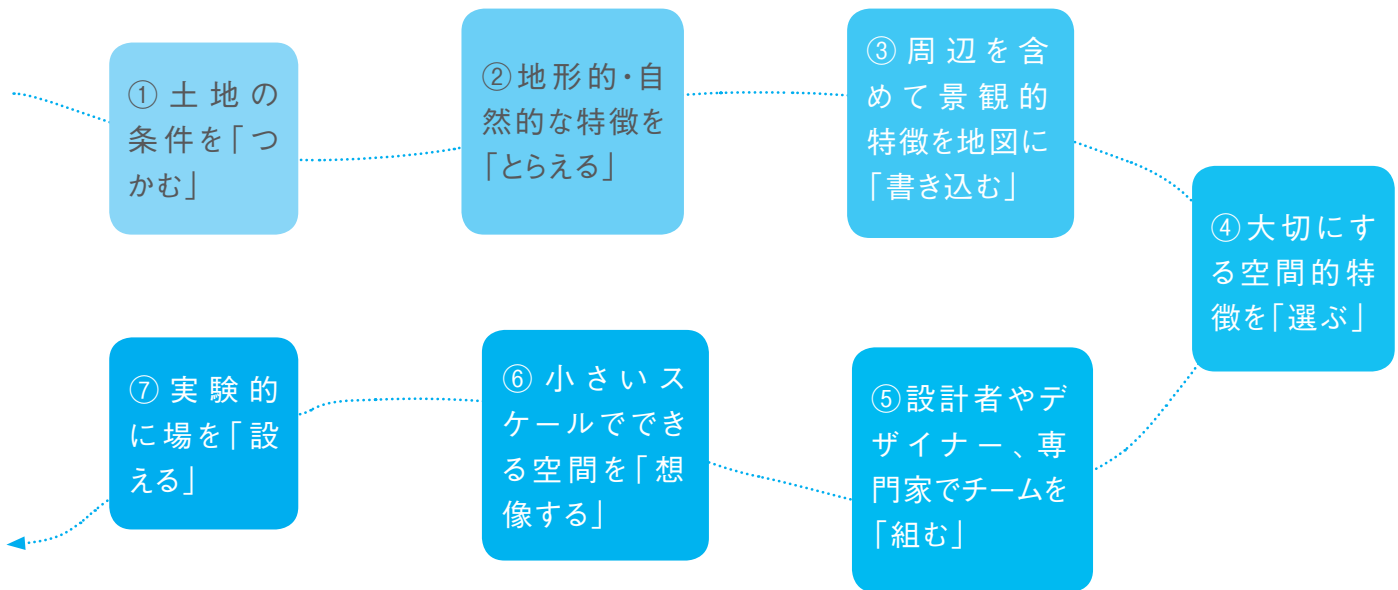 ①土地の
条件を「つ
かむ」
②地形的・自
然的な特徴を
「とらえる」
③周辺を含
めて景観的
特徴を地図に
「書き込む」
④大切にす
る空間的特
徴を「選ぶ」
⑤設計者やデ
ザイナー、専
門家でチームを
「組む」
⑥小さいス
ケールででき
る空間を「想
像する」
⑦実験的
に場を「設
える」